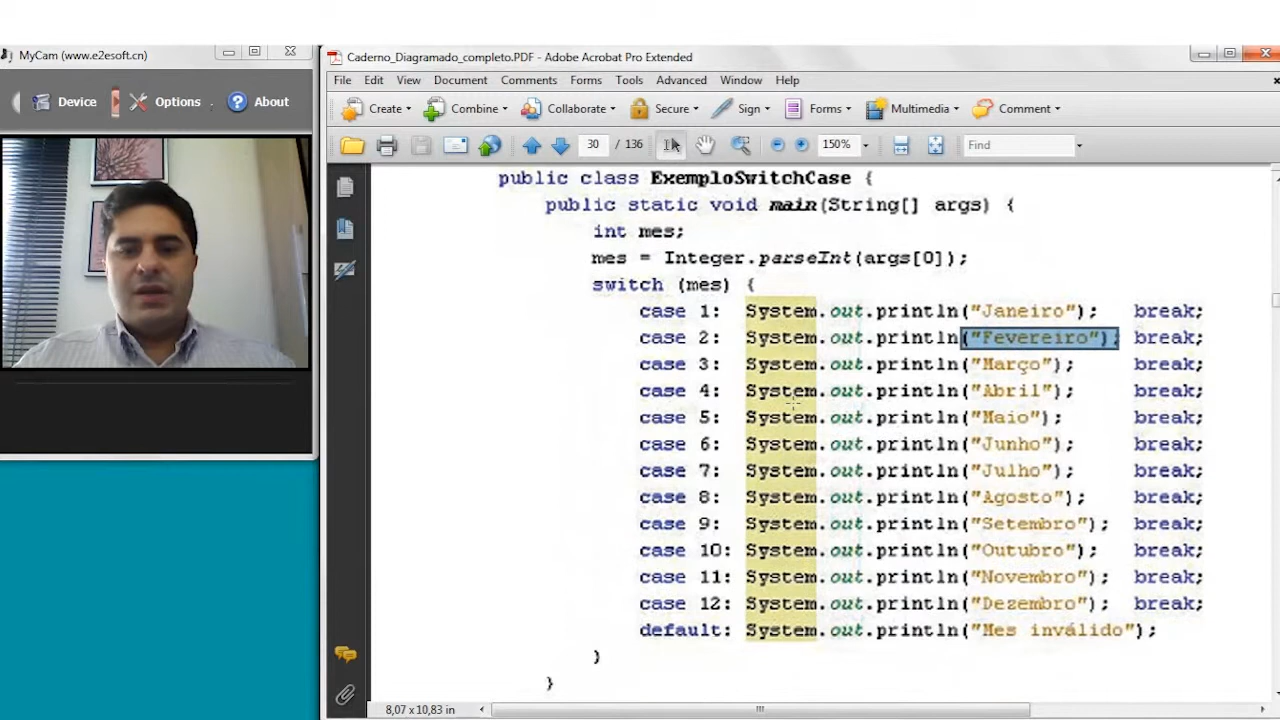 MyCam (www.e2esoft.cn)
Device
Options
About
Caderno_Diagramado_completo.PDF - Adobe Acrobat Pro Extended
File Edit View Document Comments Forms Tools Advanced Window Help
Create Combine Collaborate Secure Sign Forms Multimedia Comment
30 / 136 150% Find
public class ExemploSwitchCase {
public static void main(String[] args) {
int mes;
mes = Integer.parseInt(args[0]);
switch (mes) {
case 1: System.out.println("Janeiro"); break;
case 2: System.out.println("Fevereiro"); break;
case 3: System.out.println("Março"); break;
case 4: System.out.println("Abril"); break;
case 5: System.out.println("Maio"); break;
case 6: System.out.println("Junho"); break;
case 7: System.out.println("Julho"); break;
case 8: System.out.println("Agosto"); break;
case 9: System.out.println("Setembro"); break;
case 10: System.out.println("Outubro"); break;
case 11: System.out.println("Novembro"); break;
case 12: System.out.println("Dezembro"); break;
default: System.out.println("Mes inválido");
}
}
8,07 x 10,83 in